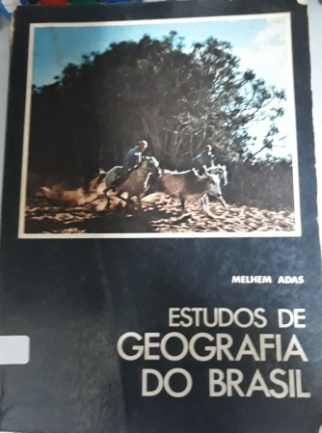 MELHEM ADAS
ESTUDOS DE
GEOGRAFIA
DO BRASIL